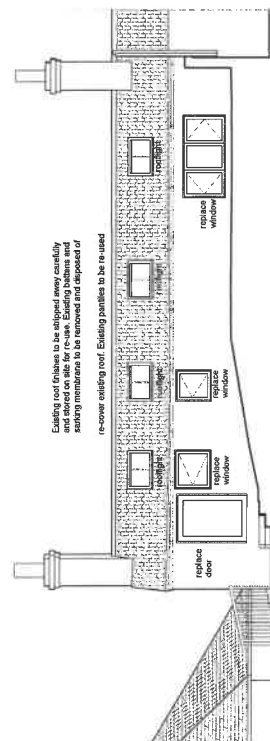 Existing roof finishes to be stripped away carefully
and stored on site for re-use. Existing battens and
sarking membrane to be removed and disposed of
re-cover existing roof. Existing pantiles to be re-used
rooflight
rooflight
rooflight
rooflight
replace
door
replace
window
replace
window
replace
window